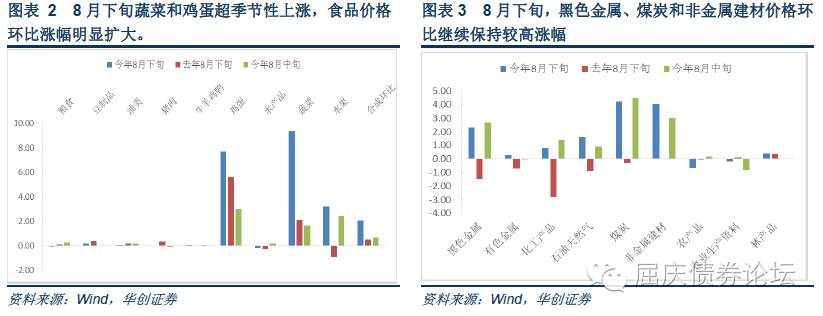 图表 2 8 月下旬蔬菜和鸡蛋超季节性上涨，食品价格
环比涨幅明显扩大。
今年8月下旬 去年8月下旬 今年8月中旬
粮食 豆制品 油类 猪肉 牛羊鸡鸭 鸡蛋 水产品 蔬菜 水果 合成环比
10.00
8.00
6.00
4.00
2.00
0.00
-2.00
资料来源：Wind，华创证券
图表 3 8 月下旬，黑色金属、煤炭和非金属建材价格环
比继续保持较高涨幅
今年8月下旬 去年8月下旬 今年8月中旬
5.00
4.00
3.00
2.00
1.00
0.00
-1.00
-2.00
-3.00
-4.00
黑色金属 有色金属 化工产品 石油天然气 煤炭 非金属建材 农产品 农业生产资料 林产品
资料来源：Wind，华创证券
屈庆债券论坛